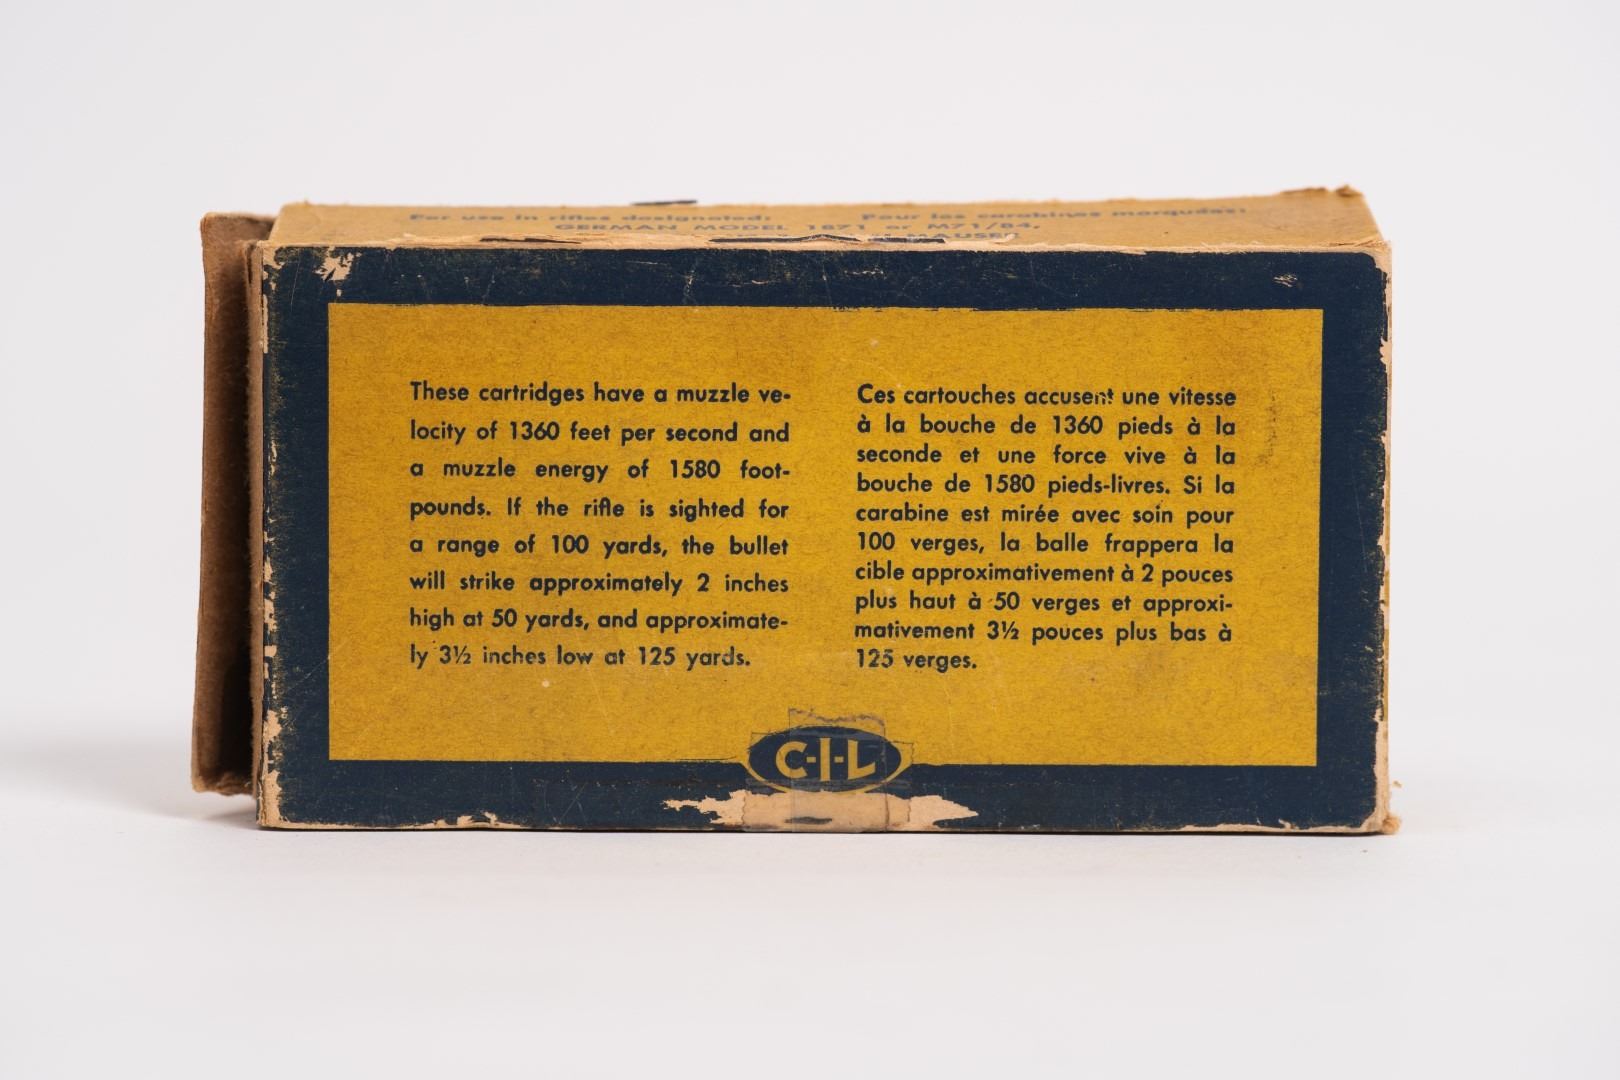 For use in rifles designated:
Pour les carabines marquées:
GERMAN MODEL 1871 or M71/84,
MAUSER
These cartridges have a muzzle ve-
locity of 1360 feet per second and
a muzzle energy of 1580 foot-
pounds. If the rifle is sighted for
a range of 100 yards, the bullet
will strike approximately 2 inches
high at 50 yards, and approximate-
ly 3½ inches low at 125 yards.
Ces cartouches accusent une vitesse
à la bouche de 1360 pieds à la
seconde et une force vive à la
bouche de 1580 pieds-livres. Si la
carabine est mirée avec soin pour
100 verges, la balle frappera la
cible approximativement à 2 pouces
plus haut à 50 verges et approxi-
mativement 3½ pouces plus bas à
125 verges.
C-I-L